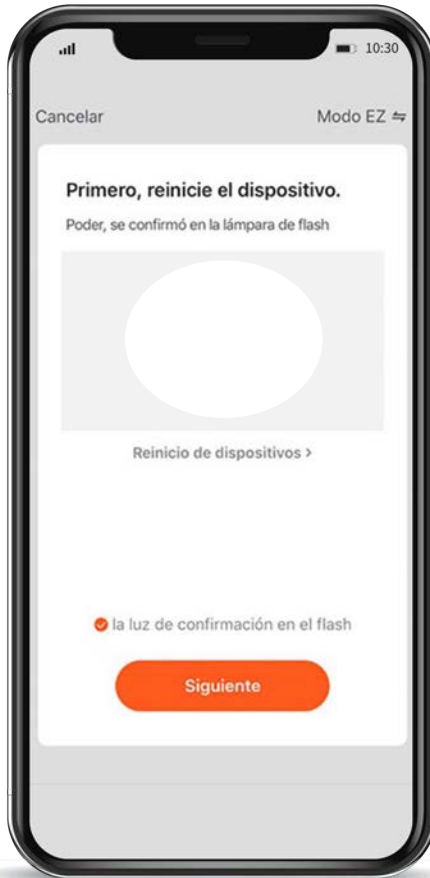 10:30
Cancelar
Modo EZ ⇋
Primero, reinicie el dispositivo.
Poder, se confirmó en la lámpara de flash
Reinicio de dispositivos >
la luz de confirmación en el flash
Siguiente